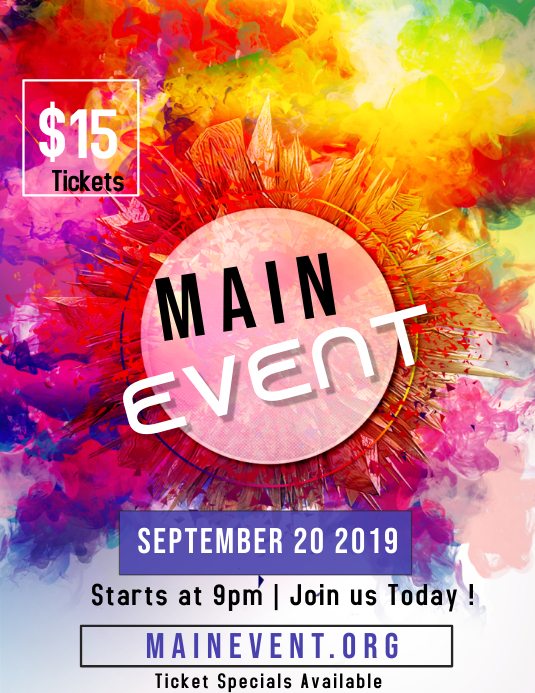 $15
Tickets
MAIN
EVENT
SEPTEMBER 20 2019
Starts at 9pm | Join us Today !
MAINEVENT.ORG
Ticket Specials Available